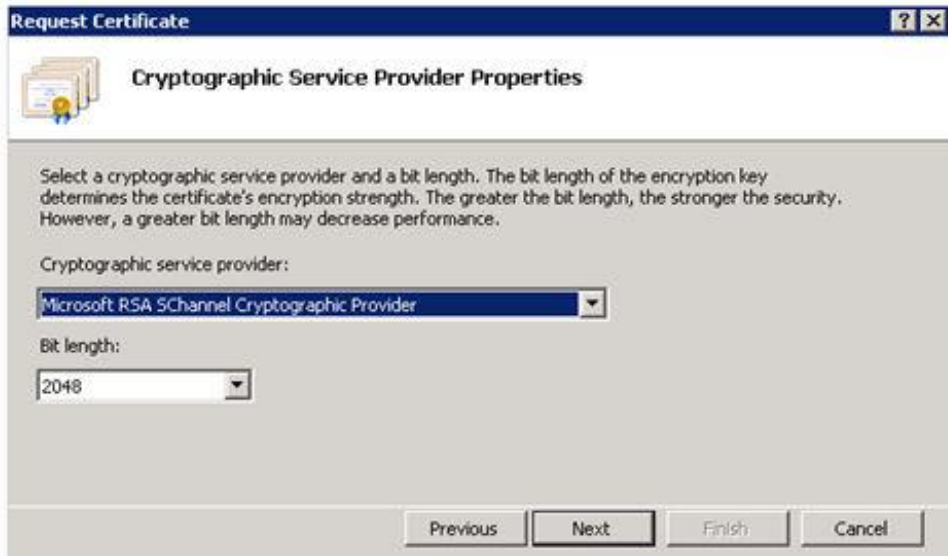 Request Certificate
Cryptographic Service Provider Properties
Select a cryptographic service provider and a bit length. The bit length of the encryption key
determines the certificate's encryption strength. The greater the bit length, the stronger the security.
However, a greater bit length may decrease performance.
Cryptographic service provider:
Microsoft RSA SChannel Cryptographic Provider
Bit length:
2048
Previous Next Finish Cancel